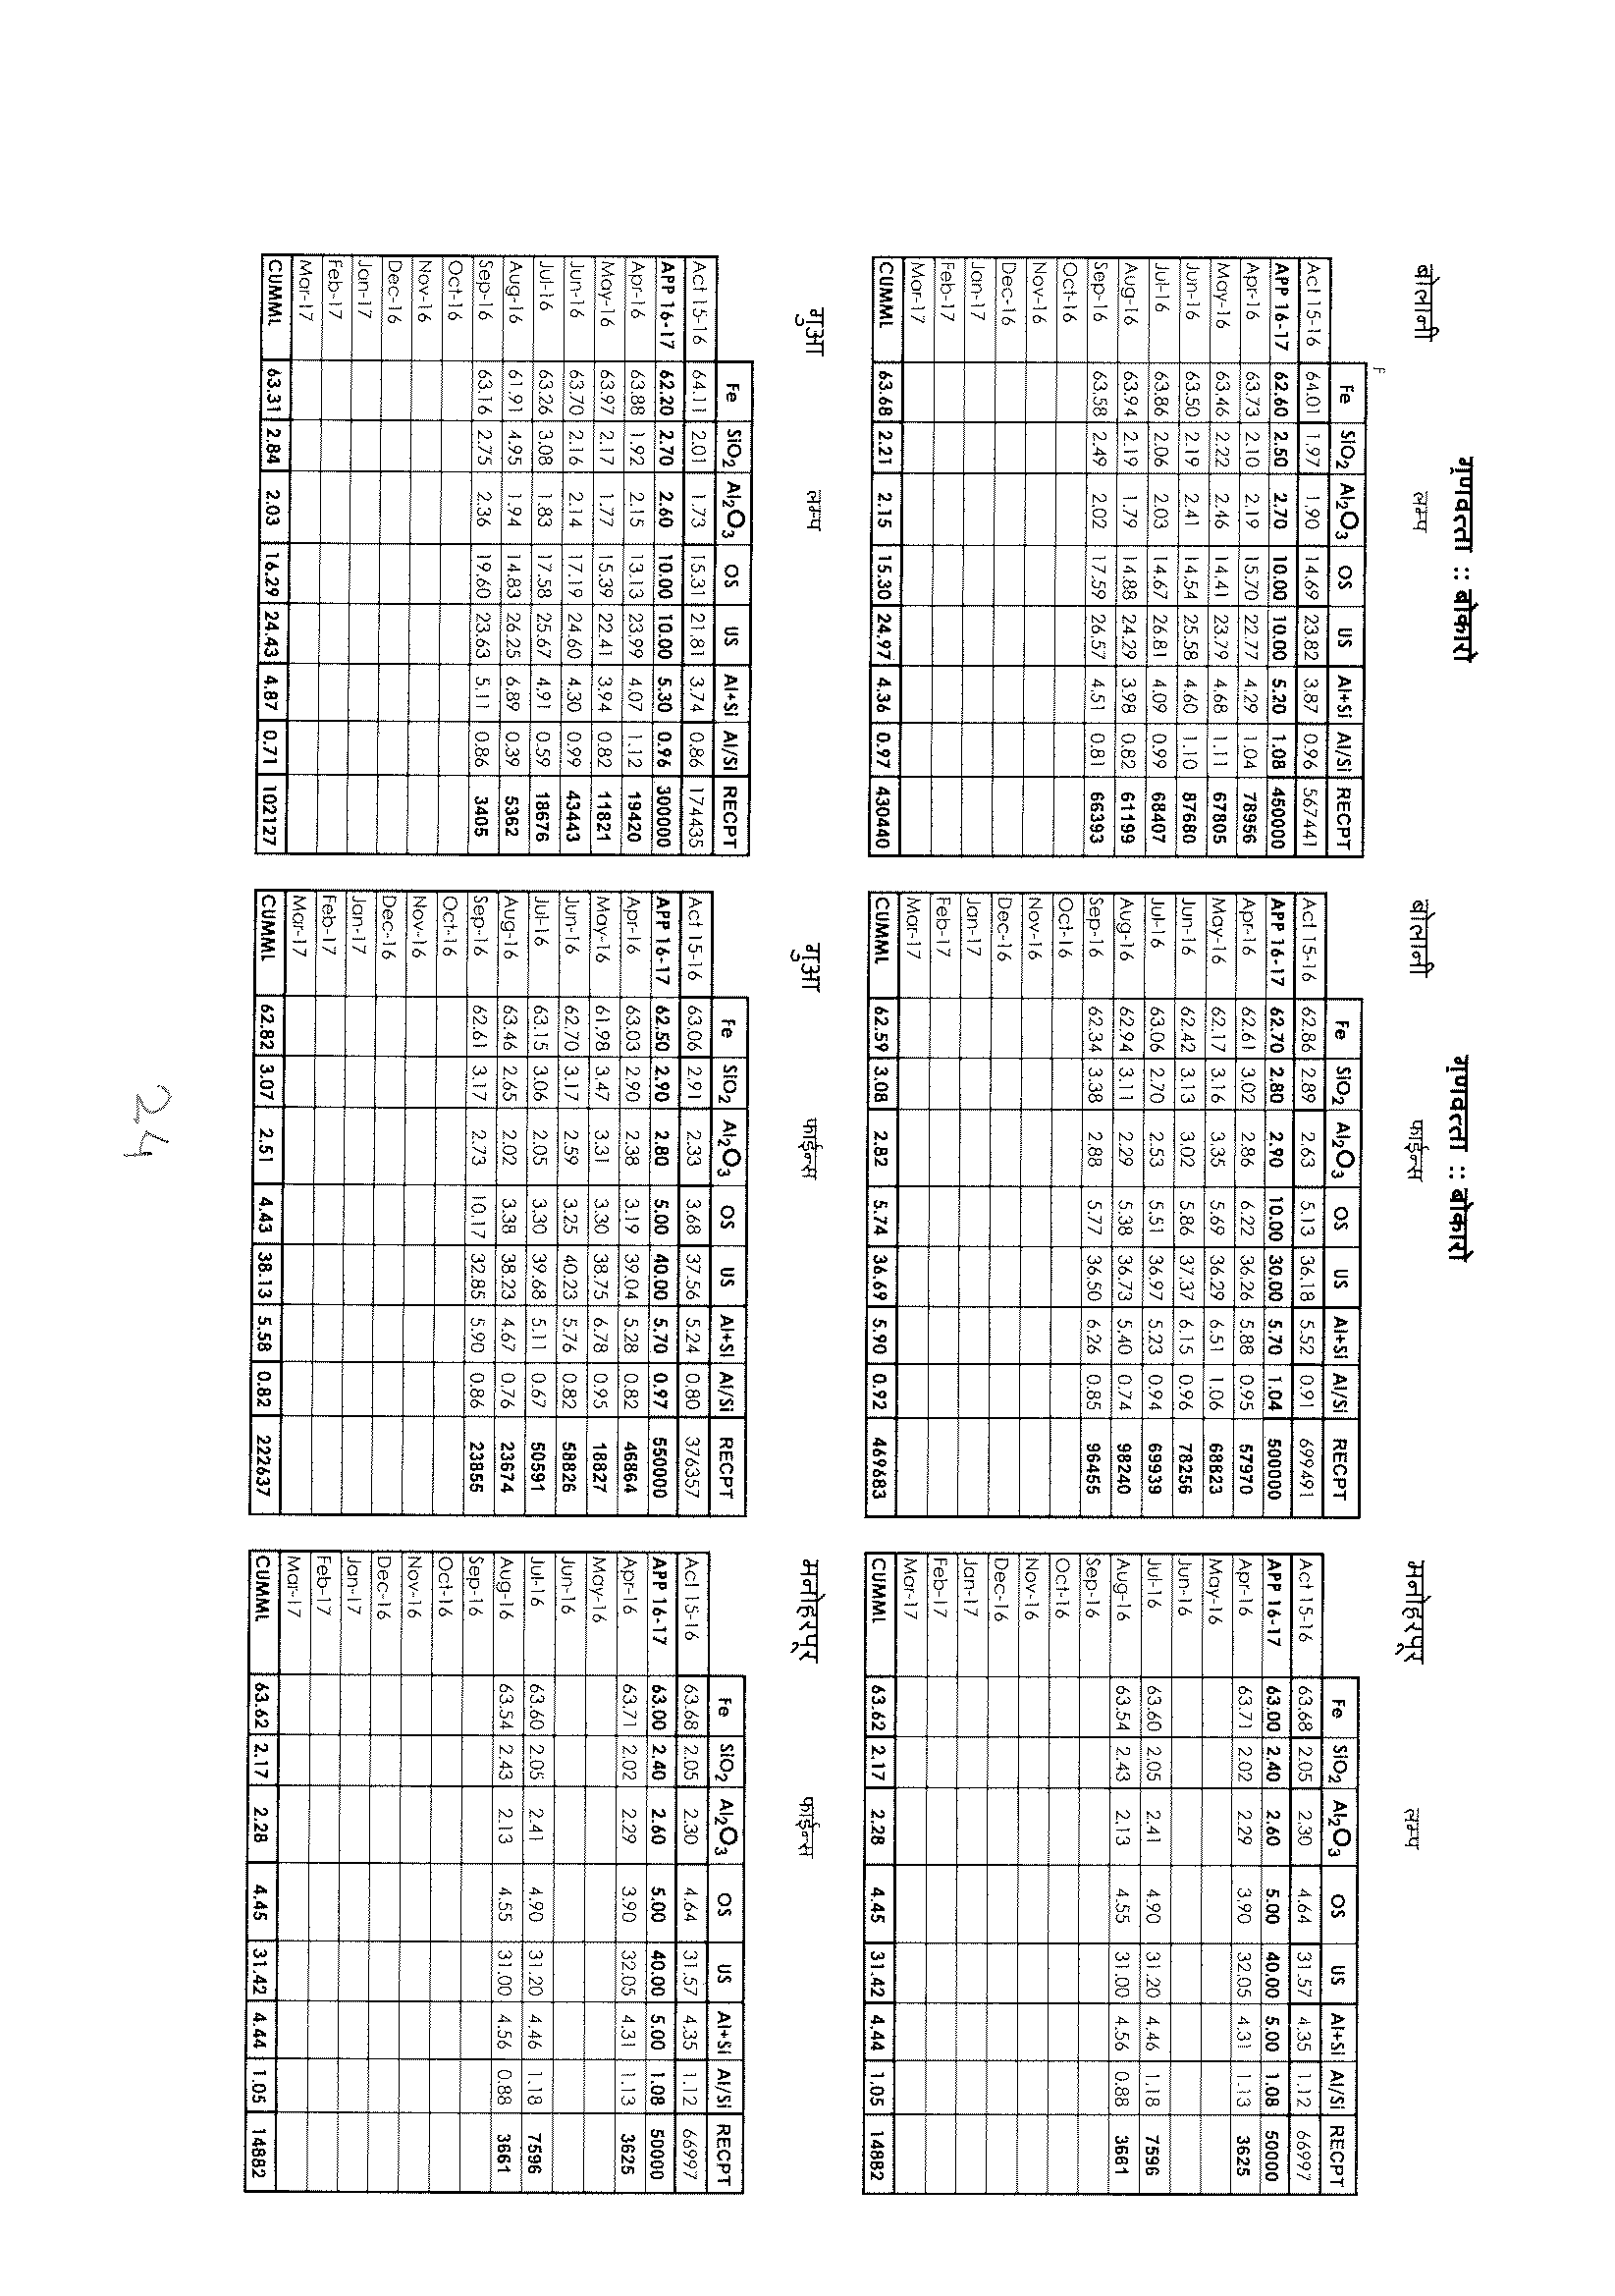 गुणवत्ता :: बोकारो
गुणवत्ता :: बोकारो
बोलानी लम्प
Fe SiO2 Al2O3 OS US Al+Si Al/Si RECPT
Act 15-16 64.01 1.97 1.90 14.69 23.82 3.87 0.96 567441
APP 16-17 62.60 2.50 2.70 10.00 10.00 5.20 1.08 450000
Apr-16 63.73 2.10 2.19 15.70 22.77 4.29 1.04 78956
May-16 63.46 2.22 2.46 14.41 23.79 4.68 1.11 67805
Jun-16 63.50 2.19 2.41 14.54 25.58 4.60 1.10 87680
Jul-16 63.86 2.06 2.03 14.67 26.81 4.09 0.99 68407
Aug-16 63.94 2.19 1.79 14.88 24.29 3.98 0.82 61199
Sep-16 63.58 2.49 2.02 17.59 26.57 4.51 0.81 66393
Oct-16
Nov-16
Dec-16
Jan-17
Feb-17
Mar-17
CUMML 63.68 2.21 2.15 15.30 24.97 4.36 0.97 430440
बोलानी फाईन्स
Fe SiO2 Al2O3 OS US Al+Si Al/Si RECPT
Act 15-16 62.86 2.89 2.63 5.13 36.18 5.52 0.91 699491
APP 16-17 62.70 2.80 2.90 10.00 30.00 5.70 1.04 500000
Apr-16 62.61 3.02 2.86 6.22 36.26 5.88 0.95 57970
May-16 62.17 3.16 3.35 5.69 36.29 6.51 1.06 68823
Jun-16 62.42 3.13 3.02 5.86 37.37 6.15 0.96 78256
Jul-16 63.06 2.70 2.53 5.51 36.97 5.23 0.94 69939
Aug-16 62.94 3.11 2.29 5.38 36.73 5.40 0.74 98240
Sep-16 62.34 3.38 2.88 5.77 36.50 6.26 0.85 96455
Oct-16
Nov-16
Dec-16
Jan-17
Feb-17
Mar-17
CUMML 62.59 3.08 2.82 5.74 36.69 5.90 0.92 469683
मनोहरपूर लम्प
Fe SiO2 Al2O3 OS US Al+Si Al/Si RECPT
Act 15-16 63.68 2.05 2.30 4.64 31.57 4.35 1.12 66997
APP 16-17 63.00 2.40 2.60 5.00 40.00 5.00 1.08 50000
Apr-16 63.71 2.02 2.29 3.90 32.05 4.31 1.13 3625
May-16
Jun-16
Jul-16 63.60 2.05 2.41 4.90 31.20 4.46 1.18 7596
Aug-16 63.54 2.43 2.13 4.55 31.00 4.56 0.88 3661
Sep-16
Oct-16
Nov-16
Dec-16
Jan-17
Feb-17
Mar-17
CUMML 63.62 2.17 2.28 4.45 31.42 4.44 1.05 14882
गुआ लम्प
Fe SiO2 Al2O3 OS US Al+Si Al/Si RECPT
Act 15-16 64.11 2.01 1.73 15.31 21.81 3.74 0.86 174435
APP 16-17 62.20 2.70 2.60 10.00 10.00 5.30 0.96 300000
Apr-16 63.88 1.92 2.15 13.13 23.99 4.07 1.12 19420
May-16 63.97 2.17 1.77 15.39 22.41 3.94 0.82 11821
Jun-16 63.70 2.16 2.14 17.19 24.60 4.30 0.99 43443
Jul-16 63.26 3.08 1.83 17.58 25.67 4.91 0.59 18676
Aug-16 61.91 4.95 1.94 14.83 26.25 6.89 0.39 5362
Sep-16 63.16 2.75 2.36 19.60 23.63 5.11 0.86 3405
Oct-16
Nov-16
Dec-16
Jan-17
Feb-17
Mar-17
CUMML 63.31 2.84 2.03 16.29 24.43 4.87 0.71 102127
गुआ फाईन्स
Fe SiO2 Al2O3 OS US Al+Si Al/Si RECPT
Act 15-16 63.06 2.91 2.33 3.68 37.56 5.24 0.80 376357
APP 16-17 62.50 2.90 2.80 5.00 40.00 5.70 0.97 550000
Apr-16 63.03 2.90 2.38 3.19 39.04 5.28 0.82 46864
May-16 61.98 3.47 3.31 3.30 38.75 6.78 0.95 18827
Jun-16 62.70 3.17 2.59 3.25 40.23 5.76 0.82 58826
Jul-16 63.15 3.06 2.05 3.30 39.68 5.11 0.67 50591
Aug-16 63.46 2.65 2.02 3.38 38.23 4.67 0.76 23674
Sep-16 62.61 3.17 2.73 10.17 32.85 5.90 0.86 23855
Oct-16
Nov-16
Dec-16
Jan-17
Feb-17
Mar-17
CUMML 62.82 3.07 2.51 4.43 38.13 5.58 0.82 222637
मनोहरपूर फाईन्स
Fe SiO2 Al2O3 OS US Al+Si Al/Si RECPT
Act 15-16 63.68 2.05 2.30 4.64 31.57 4.35 1.12 66997
APP 16-17 63.00 2.40 2.60 5.00 40.00 5.00 1.08 50000
Apr-16 63.71 2.02 2.29 3.90 32.05 4.31 1.13 3625
May-16
Jun-16
Jul-16 63.60 2.05 2.41 4.90 31.20 4.46 1.18 7596
Aug-16 63.54 2.43 2.13 4.55 31.00 4.56 0.88 3661
Sep-16
Oct-16
Nov-16
Dec-16
Jan-17
Feb-17
Mar-17
CUMML 63.62 2.17 2.28 4.45 31.42 4.44 1.05 14882
24